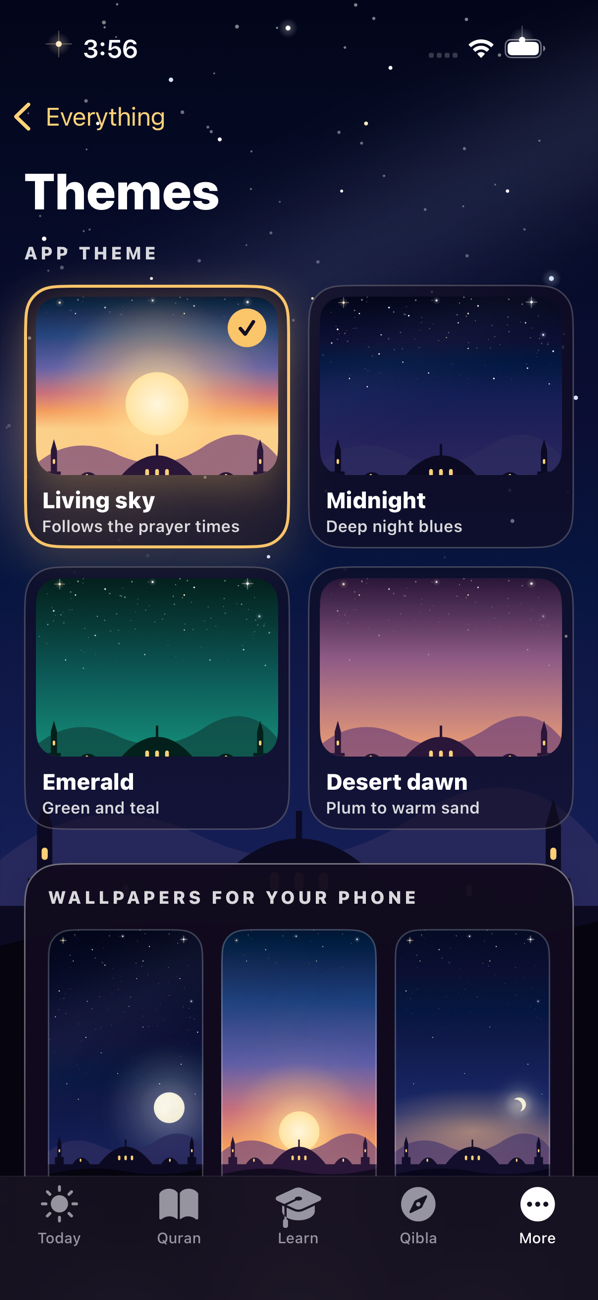 3:56
Everything
Themes
APP THEME
Living sky
Follows the prayer times
Midnight
Deep night blues
Emerald
Green and teal
Desert dawn
Plum to warm sand
WALLPAPERS FOR YOUR PHONE
Today
Quran
Learn
Qibla
More